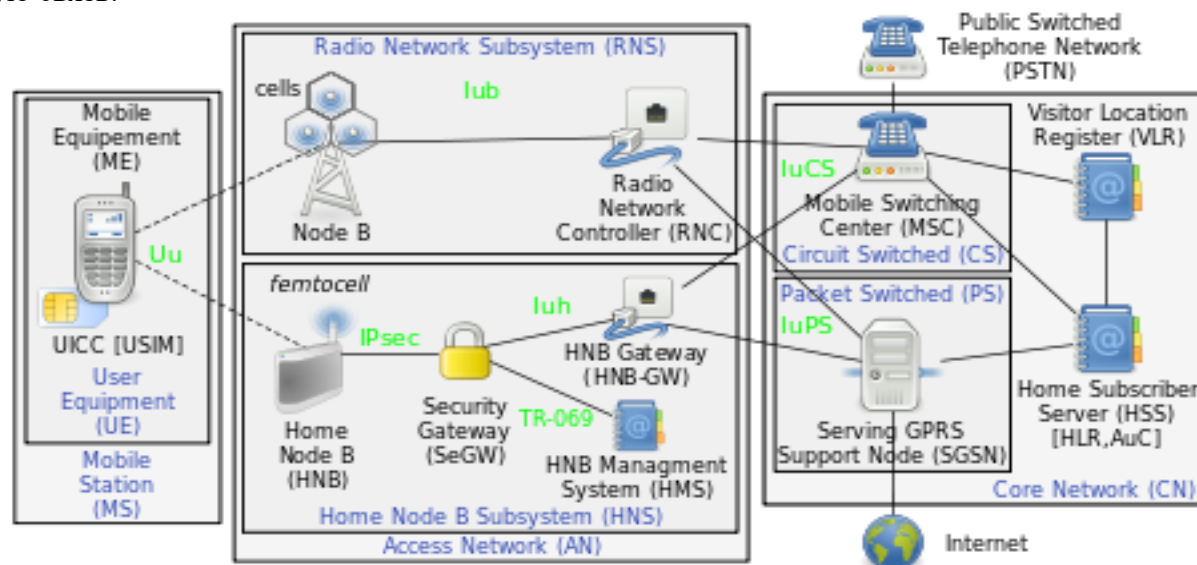 Public Switched
Telephone Network
(PSTN)
Radio Network Subsystem (RNS)
cells
Iub
Node B
Radio
Network
Controller (RNC)
Mobile
Equipement
(ME)
Uu
UICC [USIM]
User
Equipment
(UE)
Mobile
Station
(MS)
femtocell
IPsec
Iuh
HNB Gateway
(HNB-GW)
Home
Node B
(HNB)
Security
Gateway
(SeGW)
TR-069
HNB Managment
System (HMS)
Home Node B Subsystem (HNS)
Access Network (AN)
IuCS
Mobile Switching
Center (MSC)
Circuit Switched (CS)
Packet Switched (PS)
IuPS
Serving GPRS
Support Node (SGSN)
Visitor Location
Register (VLR)
@
@
@
Home Subscriber
Server (HSS)
[HLR,AuC]
Core Network (CN)
Internet